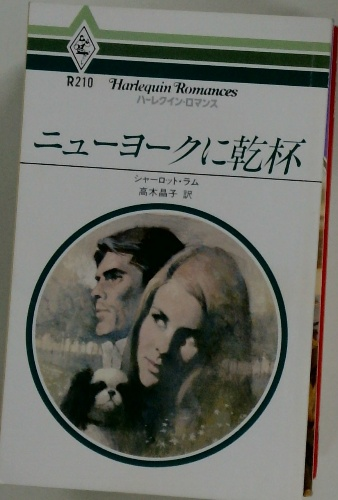 R210
Harlequin Romances
ハーレクイン・ロマンス
ニューヨークに乾杯
シャーロット・ラム
高木晶子 訳